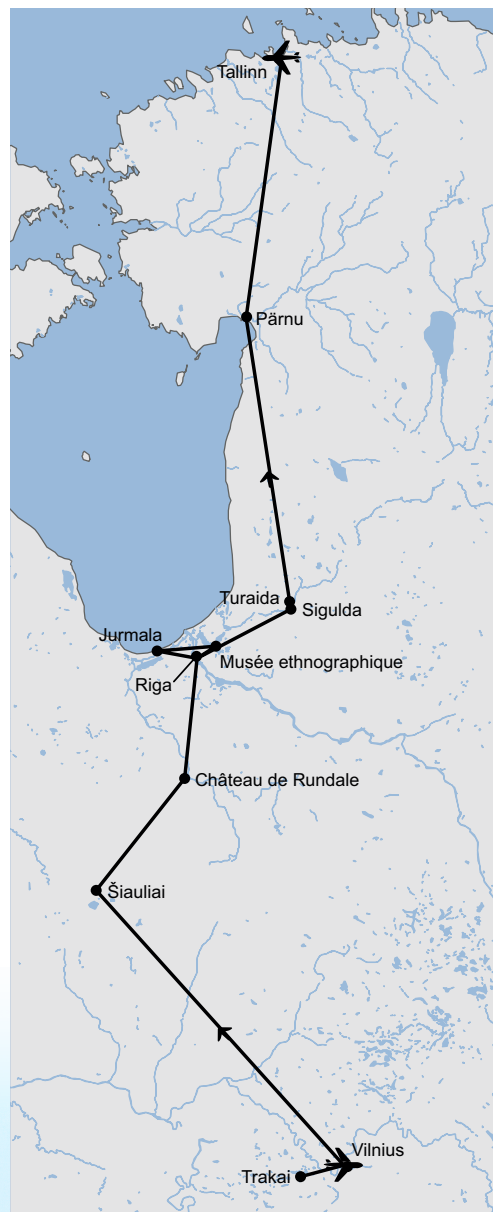 Tallinn
Pärnu
Turaida
Sigulda
Jurmala
Musée ethnographique
Riga
Château de Rundale
Šiauliai
Vilnius
Trakai